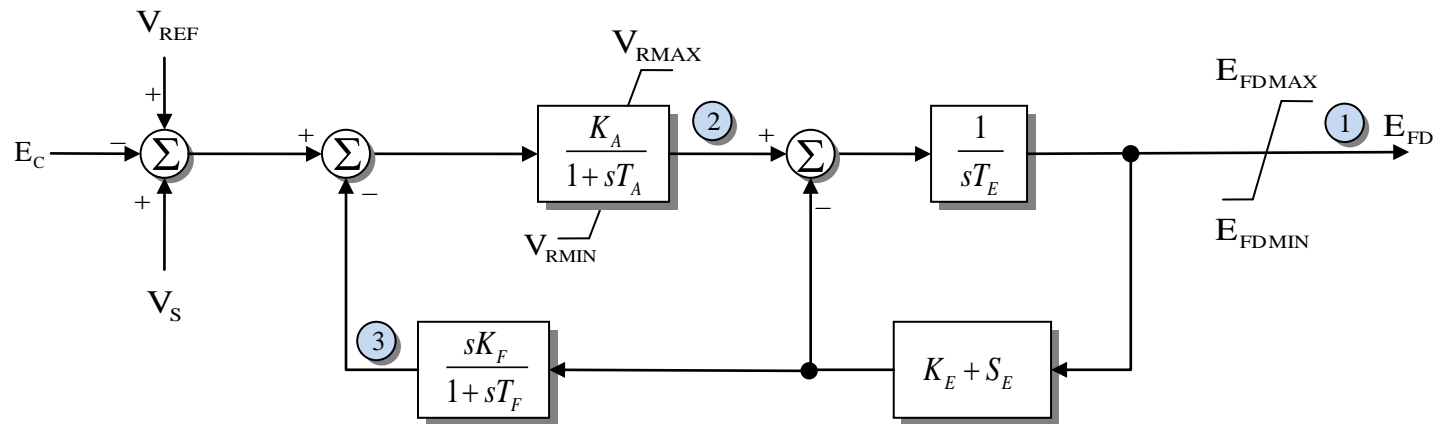 V_REF
+
−
E_C
Σ
+
V_S
+
Σ
−
V_RMAX
K_A
1 + sT_A
V_RMIN
2
+
Σ
−
1
sT_E
E_FDMAX
1
E_FD
E_FDMIN
3
sK_F
1 + sT_F
K_E + S_E